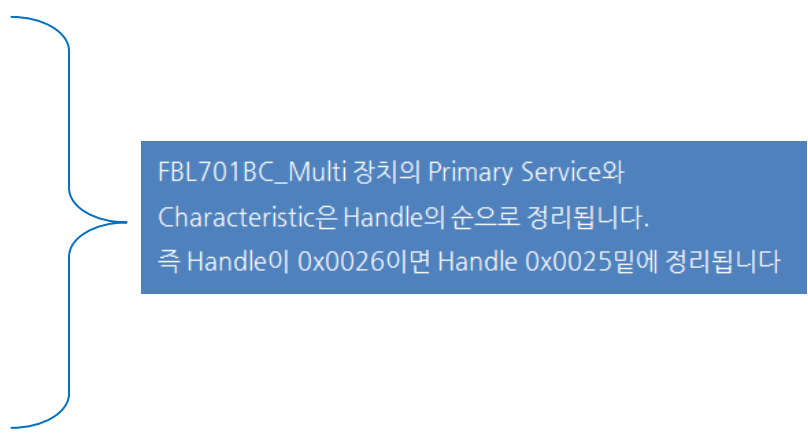 FBL701BC_Multi 장치의 Primary Service와
Characteristic은 Handle의 순으로 정리됩니다.
즉 Handle이 0x0026이면 Handle 0x0025밑에 정리됩니다